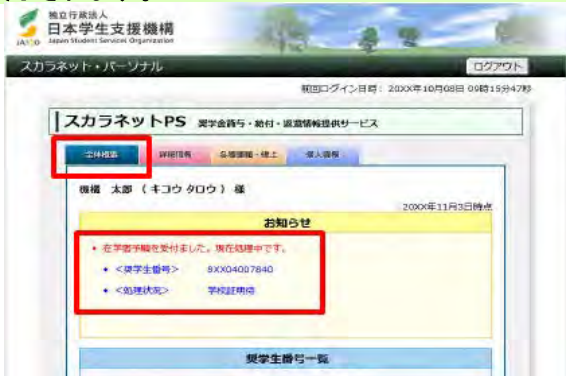 独立行政法人
日本学生支援機構
JASSO Japan Student Services Organization
スカラネット・パーソナル
ログアウト
前回ログイン日時: 20XX年10月08日 09時15分47秒
スカラネットPS 奨学金貸与・給付・返還情報提供サービス
全体概要 詳細情報 各種届願・繰上 個人情報
機構 太郎 (キコウ タロウ) 様
20XX年11月3日時点
お知らせ
• 在学猶予願を受付ました。現在処理中です。
• <奨学生番号> 8XX04007840
• <処理状況> 学校証明待
奨学生番号一覧